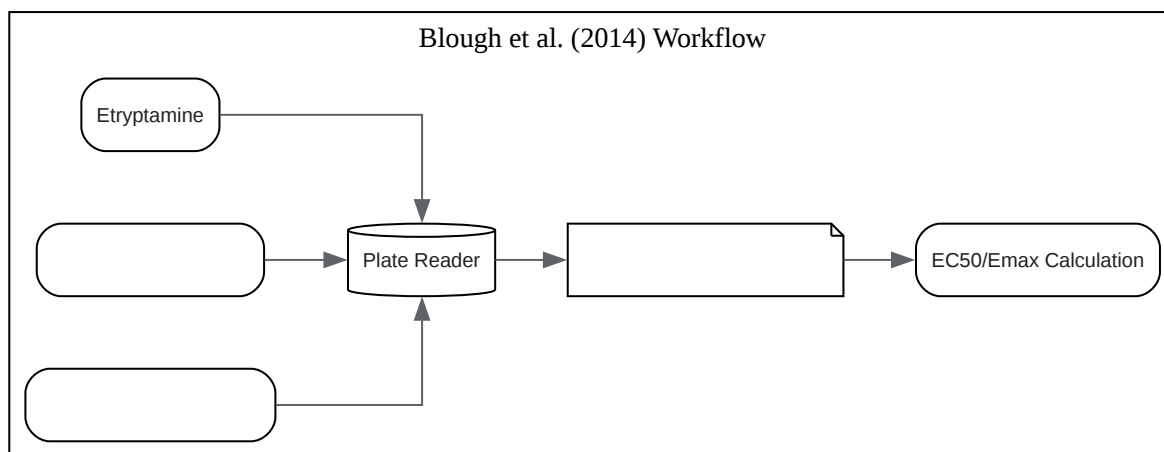 Blough et al. (2014) Workflow
Etryptamine
Plate Reader
EC50/Emax Calculation